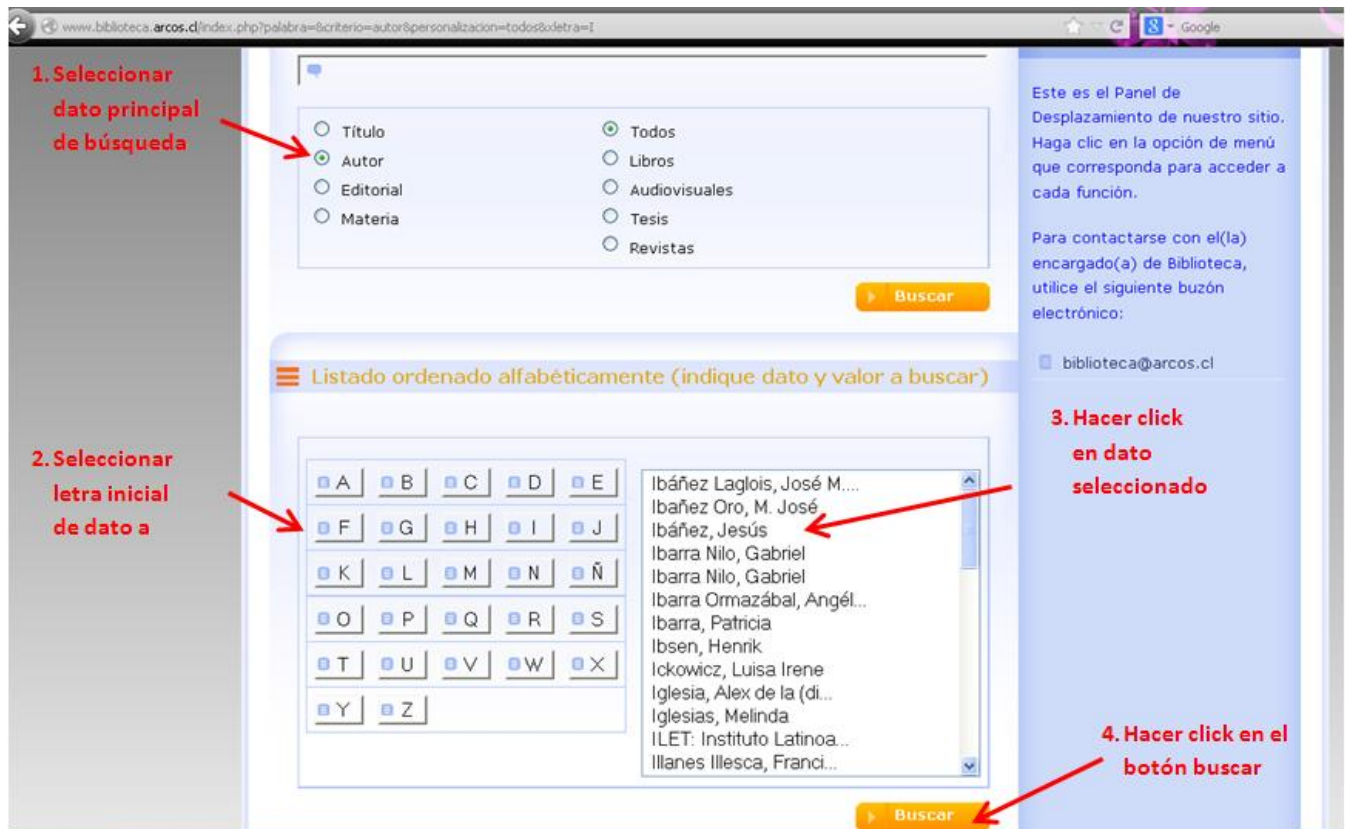 www.biblioteca.arcos.cl/index.php?palabra=&criterio=autor&personalizacion=todos&xletra=I
Google
1. Seleccionar
dato principal
de búsqueda
Título
Autor
Editorial
Materia
Todos
Libros
Audiovisuales
Tesis
Revistas
Buscar
Este es el Panel de
Desplazamiento de nuestro sitio.
Haga clic en la opción de menú
que corresponda para acceder a
cada función.
Para contactarse con el(la)
encargado(a) de Biblioteca,
utilice el siguiente buzón
electrónico:
biblioteca@arcos.cl
Listado ordenado alfabéticamente (indique dato y valor a buscar)
2. Seleccionar
letra inicial
de dato a
A B C D E
F G H I J
K L M N Ñ
O P Q R S
T U V W X
Y Z
Ibáñez Laglois, José M....
Ibañez Oro, M. José
Ibáñez, Jesús
Ibarra Nilo, Gabriel
Ibarra Nilo, Gabriel
Ibarra Ormazábal, Angél...
Ibarra, Patricia
Ibsen, Henrik
Ickowicz, Luisa Irene
Iglesia, Alex de la (di...
Iglesias, Melinda
ILET: Instituto Latinoa...
Illanes Illesca, Franci...
3. Hacer click
en dato
seleccionado
4. Hacer click en el
botón buscar
Buscar